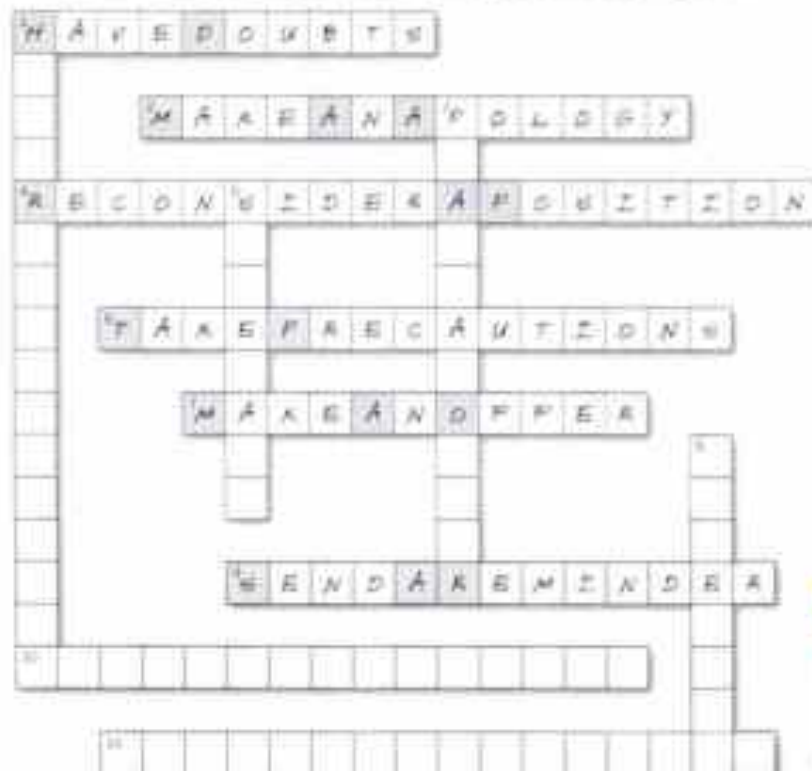 HAVEDOUBTS
MAKEANAPOLOGY
RECONSIDERAPOSITION
TAKEPRECAUTIONS
MAKEANOFFER
SENDAREMINDER